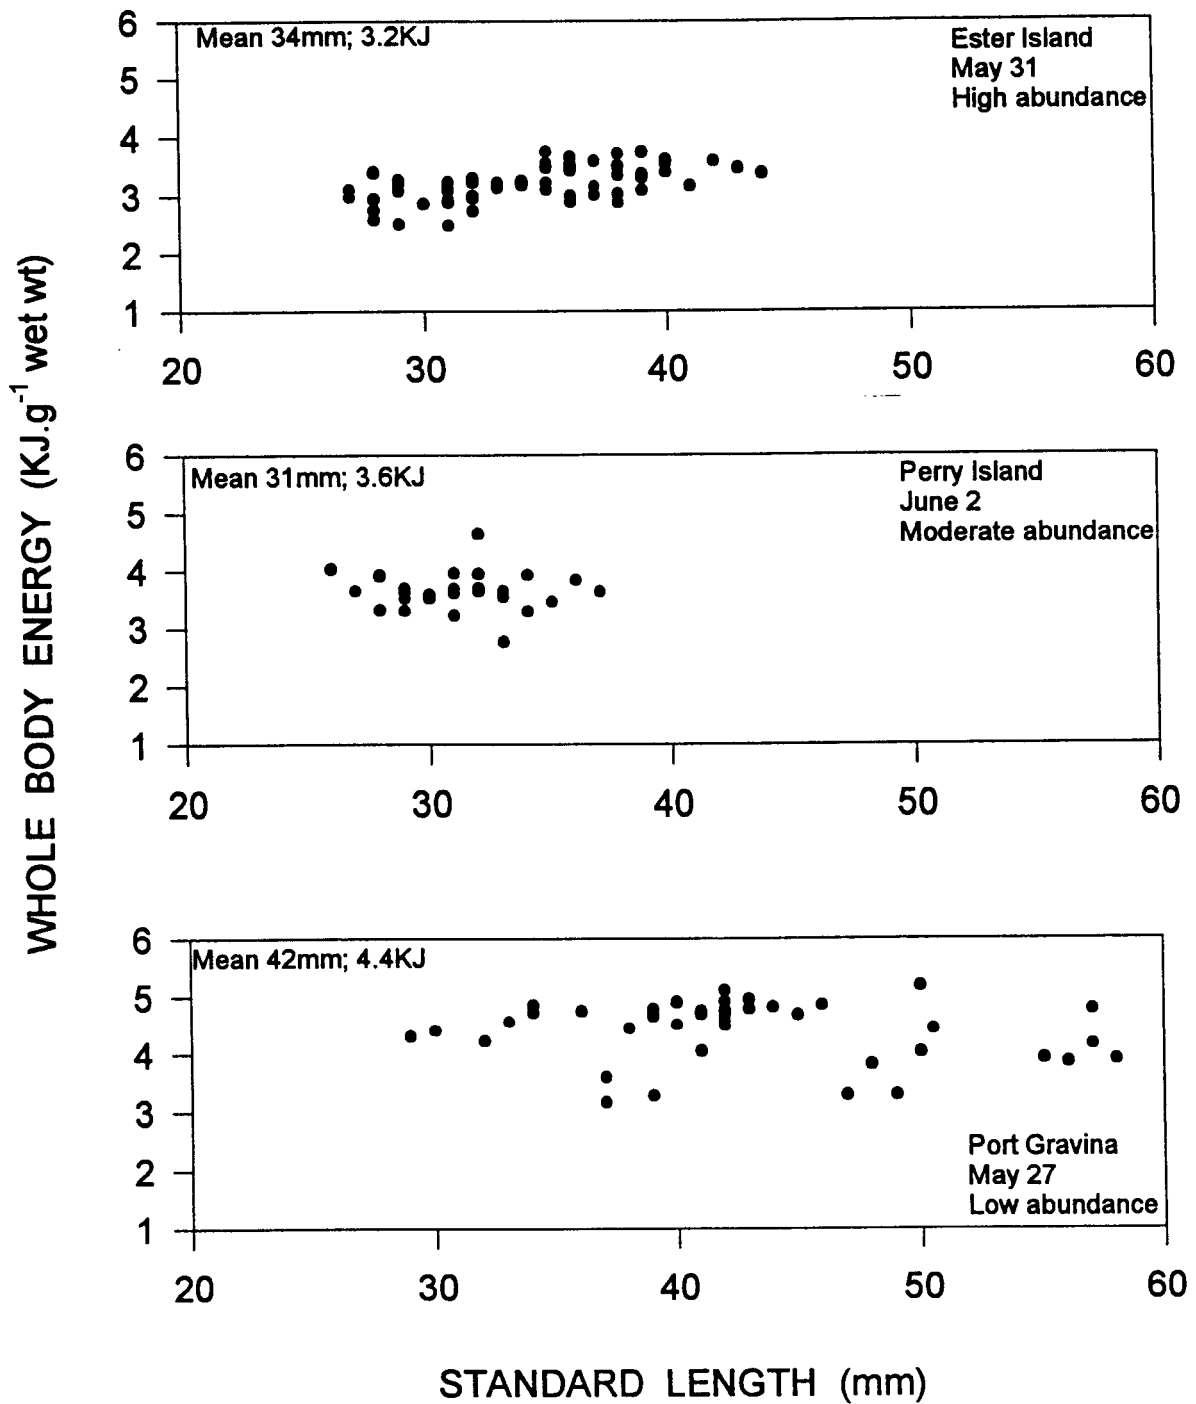 WHOLE BODY ENERGY (KJ.g⁻¹ wet wt)
Mean 34mm; 3.2KJ
Ester Island
May 31
High abundance
6
5
4
3
2
1
20 30 40 50 60
Mean 31mm; 3.6KJ
Perry Island
June 2
Moderate abundance
6
5
4
3
2
1
20 30 40 50 60
Mean 42mm; 4.4KJ
6
5
4
3
2
1
Port Gravina
May 27
Low abundance
20 30 40 50 60
STANDARD LENGTH (mm)